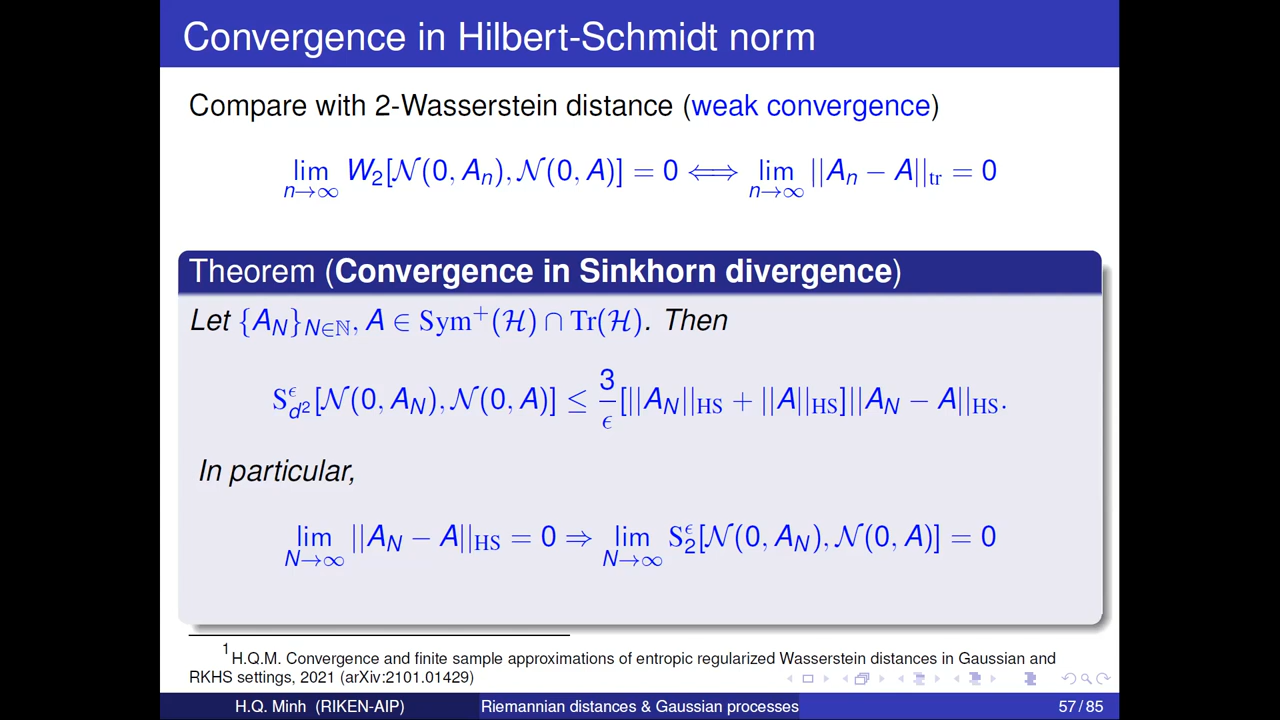 Convergence in Hilbert-Schmidt norm
Compare with 2-Wasserstein distance (weak convergence)
lim_{n→∞} W₂[𝒩(0, Aₙ), 𝒩(0, A)] = 0 ⟺ lim_{n→∞} ||Aₙ − A||_{tr} = 0
Theorem (Convergence in Sinkhorn divergence)
Let {A_N}_{N∈ℕ}, A ∈ Sym⁺(ℋ) ∩ Tr(ℋ). Then
S^ϵ_{d²}[𝒩(0, A_N), 𝒩(0, A)] ≤ 3/ϵ [||A_N||_{HS} + ||A||_{HS}]||A_N − A||_{HS}.
In particular,
lim_{N→∞} ||A_N − A||_{HS} = 0 ⇒ lim_{N→∞} S^ϵ_2[𝒩(0, A_N), 𝒩(0, A)] = 0
¹H.Q.M. Convergence and finite sample approximations of entropic regularized Wasserstein distances in Gaussian and
RKHS settings, 2021 (arXiv:2101.01429)
H.Q. Minh (RIKEN-AIP) Riemannian distances & Gaussian processes 57 / 85